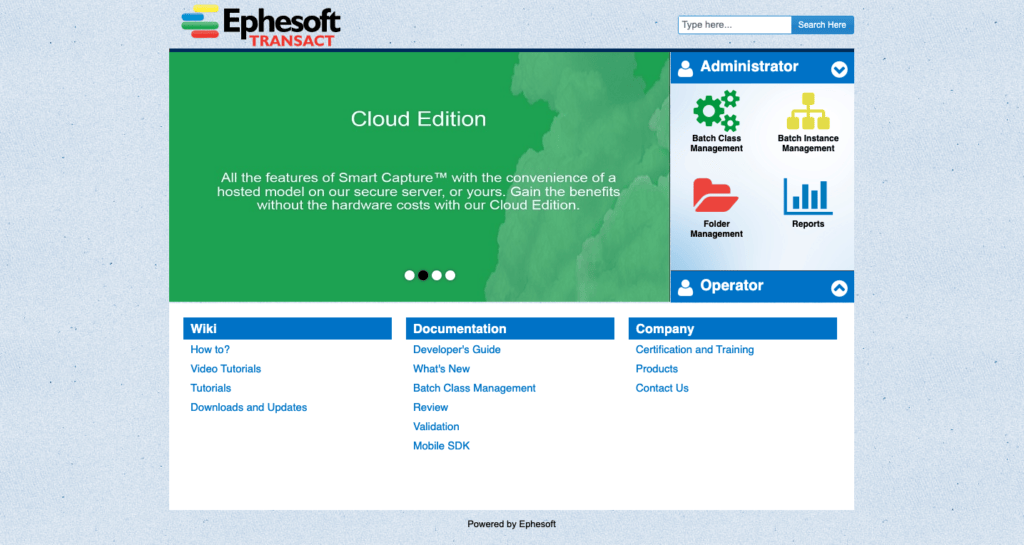 Ephesoft
TRANSACT
Type here...
Search Here
Cloud Edition
All the features of Smart Capture™ with the convenience of a
hosted model on our secure server, or yours. Gain the benefits
without the hardware costs with our Cloud Edition.
Administrator
Batch Class
Management
Batch Instance
Management
Folder
Management
Reports
Operator
Wiki
How to?
Video Tutorials
Tutorials
Downloads and Updates
Documentation
Developer's Guide
What's New
Batch Class Management
Review
Validation
Mobile SDK
Company
Certification and Training
Products
Contact Us
Powered by Ephesoft